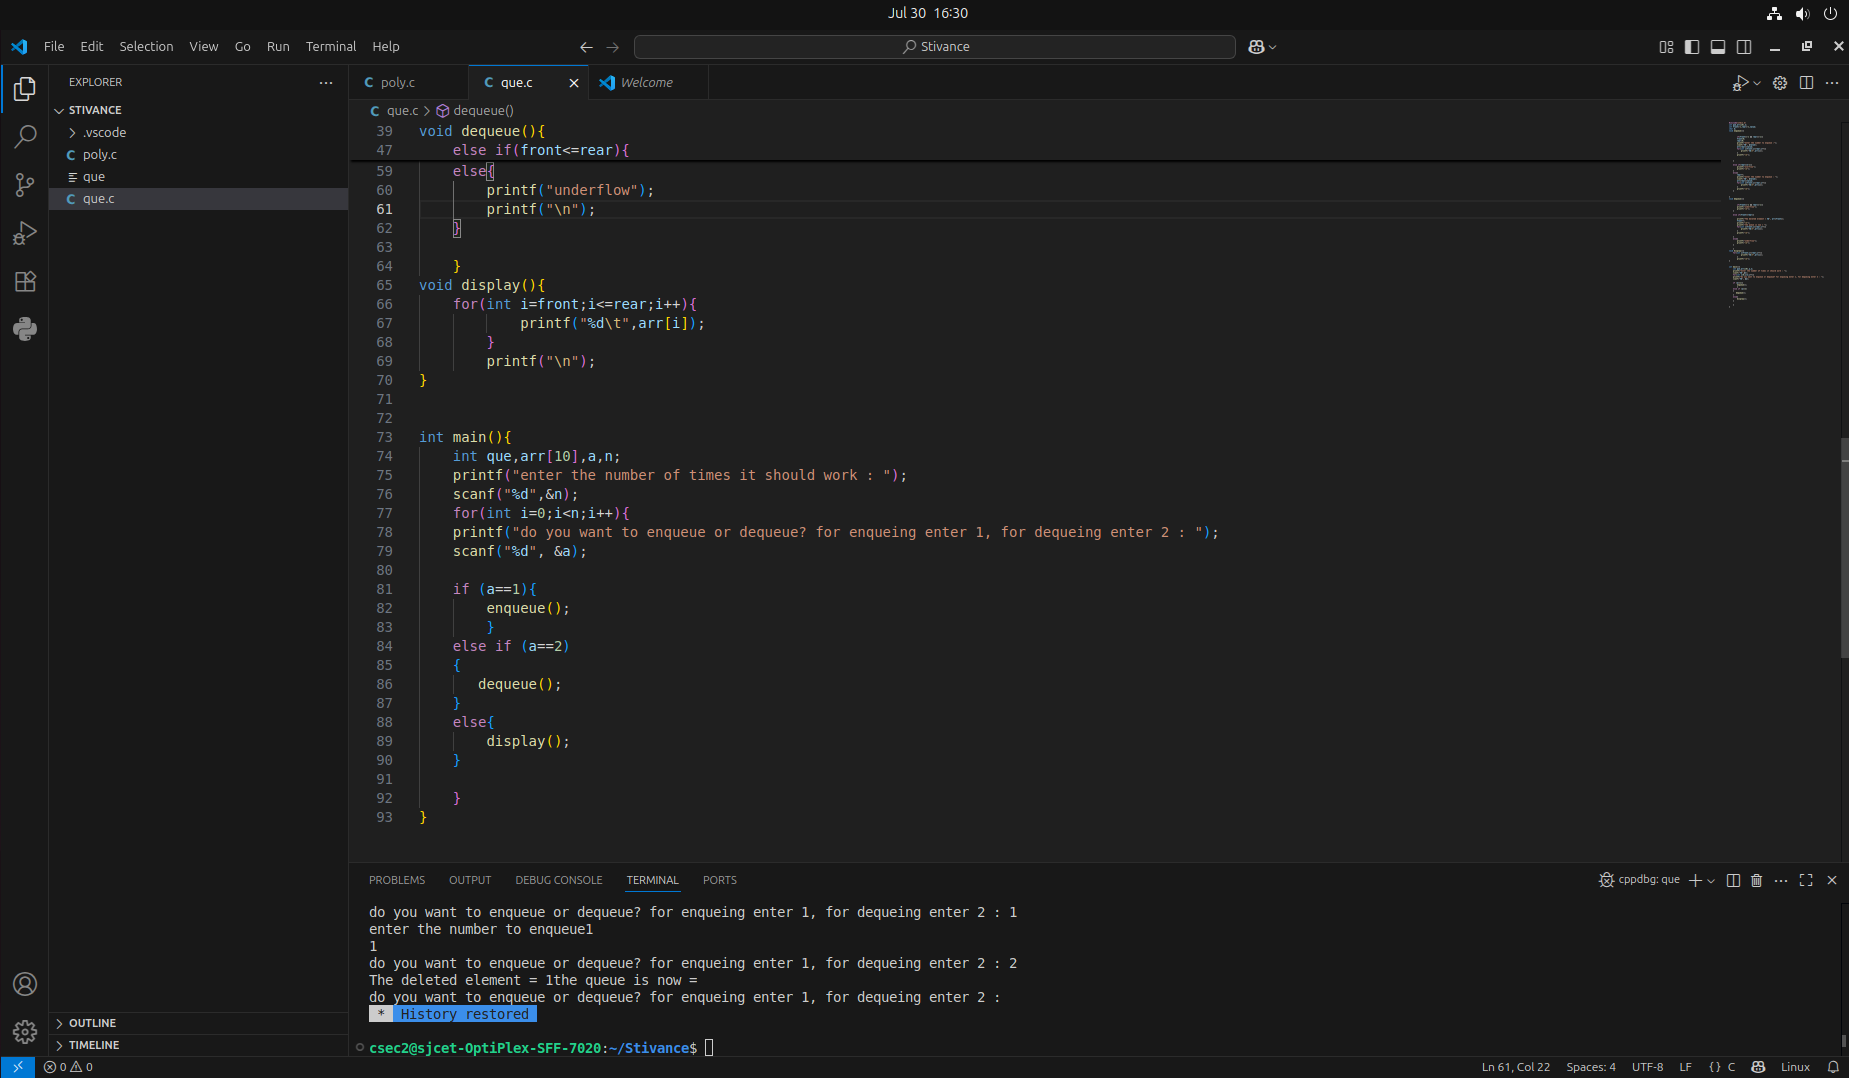 Jul 30 16:30
File Edit Selection View Go Run Terminal Help
Stivance
EXPLORER
poly.c
que.c
Welcome
STIVANCE
.vscode
poly.c
que
que.c
que.c > dequeue()
39 void dequeue(){
47 else if(front<=rear){
59 else{
60 printf("underflow");
61 printf("\n");
62 }
63
64 }
65 void display(){
66 for(int i=front;i<=rear;i++){
67 printf("%d\t",arr[i]);
68 }
69 printf("\n");
70 }
71
72
73 int main(){
74 int que,arr[10],a,n;
75 printf("enter the number of times it should work : ");
76 scanf("%d",&n);
77 for(int i=0;i<n;i++){
78 printf("do you want to enqueue or dequeue? for enqueing enter 1, for dequeing enter 2 : ");
79 scanf("%d", &a);
80
81 if (a==1){
82 enqueue();
83 }
84 else if (a==2)
85 {
86 dequeue();
87 }
88 else{
89 display();
90 }
91
92 }
93 }
PROBLEMS OUTPUT DEBUG CONSOLE TERMINAL PORTS
cppdbg: que
do you want to enqueue or dequeue? for enqueing enter 1, for dequeing enter 2 : 1
enter the number to enqueue1
1
do you want to enqueue or dequeue? for enqueing enter 1, for dequeing enter 2 : 2
The deleted element = 1the queue is now =
do you want to enqueue or dequeue? for enqueing enter 1, for dequeing enter 2 :
* History restored
csec2@sjcet-OptiPlex-SFF-7020:~/Stivance$
OUTLINE
TIMELINE
0 0
Ln 61, Col 22 Spaces: 4 UTF-8 LF {} C Linux